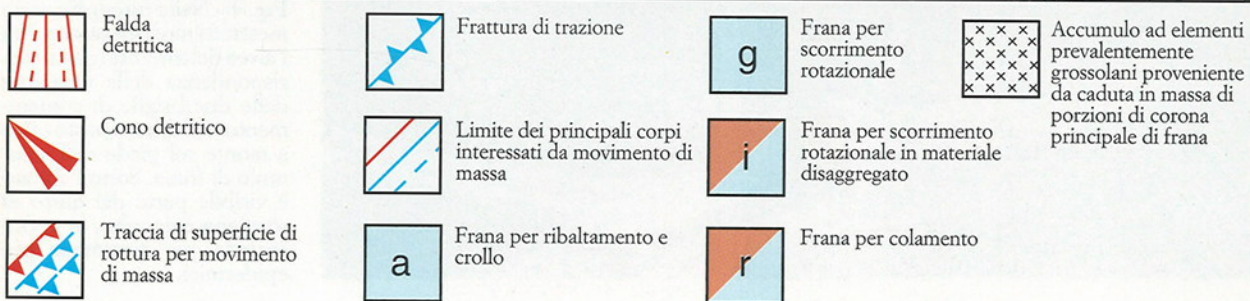 Falda
detritica
Cono detritico
Traccia di superficie di
rottura per movimento
di massa
Frattura di trazione
Limite dei principali corpi
interessati da movimento di
massa
a
Frana per ribaltamento e
crollo
g
Frana per
scorrimento
rotazionale
i
Frana per scorrimento
rotazionale in materiale
disaggregato
r
Frana per colamento
Accumulo ad elementi
prevalentemente
grossolani proveniente
da caduta in massa di
porzioni di corona
principale di frana